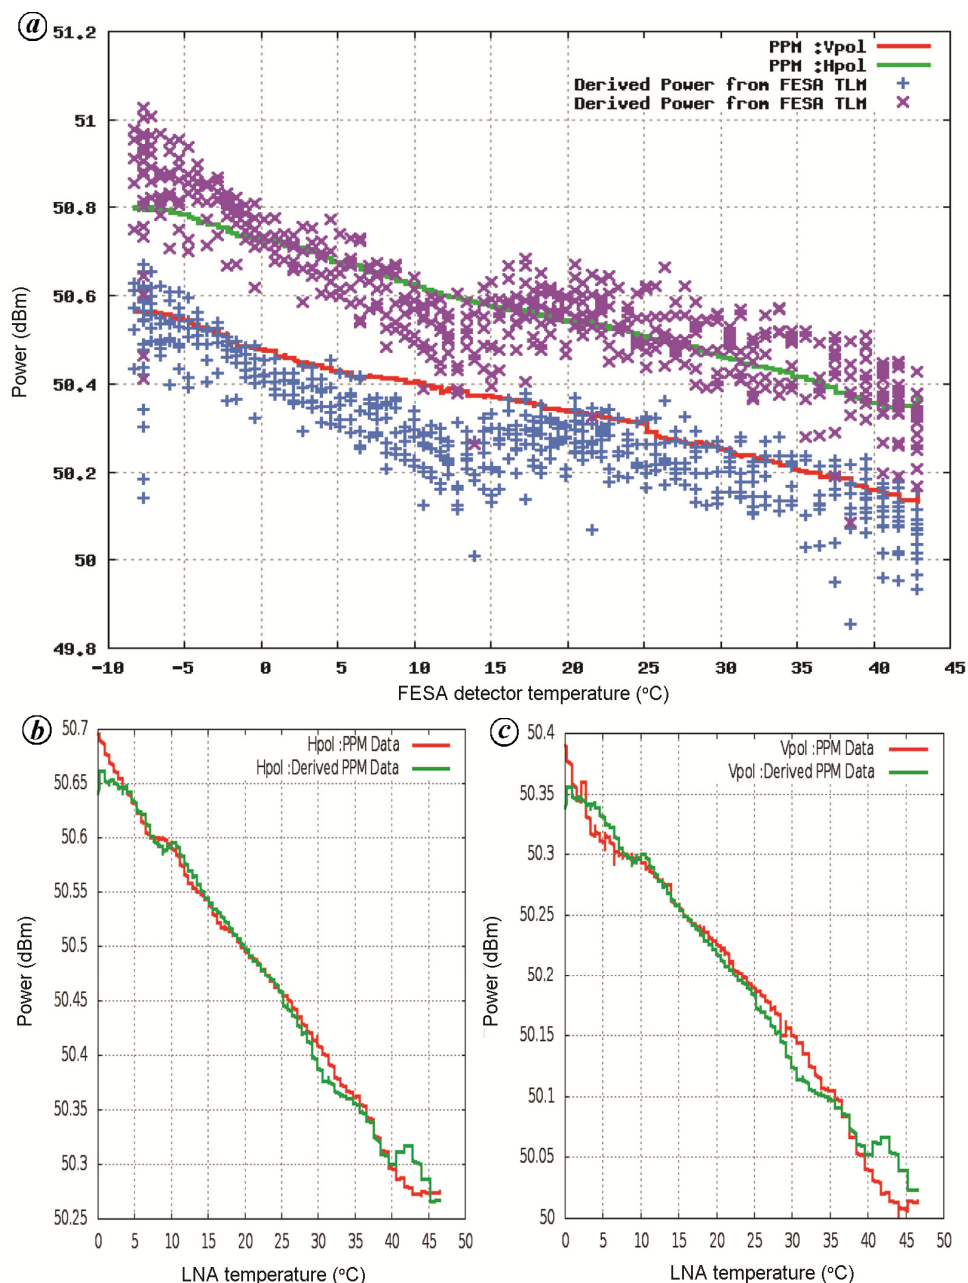 a
51.2
51
50.8
50.6
50.4
50.2
50
49.8
Power (dBm)
PPM :Vpol
PPM :Hpol
Derived Power from FESA TLM
Derived Power from FESA TLM
-10 -5 0 5 10 15 20 25 30 35 40 45
FESA detector temperature (°C)
b
50.7
50.65
50.6
50.55
50.5
50.45
50.4
50.35
50.3
50.25
Power (dBm)
Hpol :PPM Data
Hpol :Derived PPM Data
0 5 10 15 20 25 30 35 40 45 50
LNA temperature (°C)
c
50.4
50.35
50.3
50.25
50.2
50.15
50.1
50.05
50
Power (dBm)
Vpol :PPM Data
Vpol :Derived PPM Data
0 5 10 15 20 25 30 35 40 45 50
LNA temperature (°C)